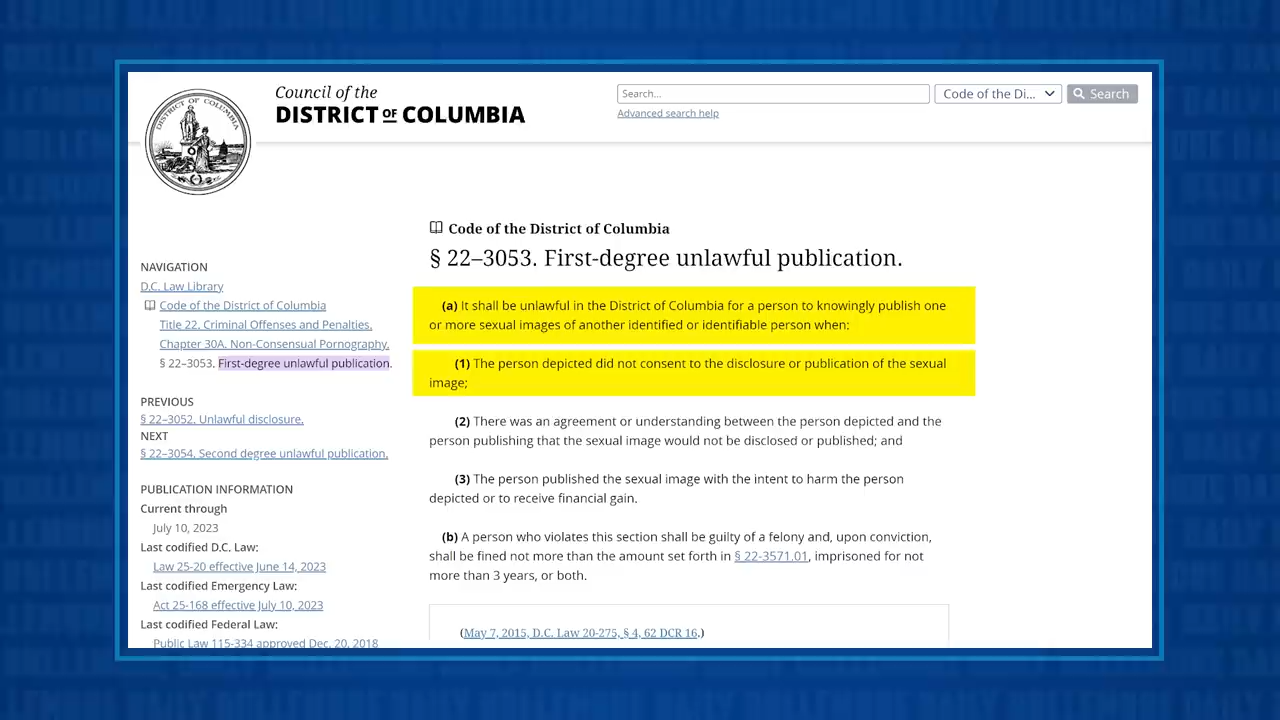 Council of the
DISTRICT OF COLUMBIA
Search...
Code of the Di...
Search
Advanced search help
DISTRICT OF COLUMBIA
NAVIGATION
D.C. Law Library
Code of the District of Columbia
Title 22. Criminal Offenses and Penalties.
Chapter 30A. Non-Consensual Pornography.
§ 22–3053. First-degree unlawful publication.
PREVIOUS
§ 22–3052. Unlawful disclosure.
NEXT
§ 22–3054. Second degree unlawful publication.
PUBLICATION INFORMATION
Current through
July 10, 2023
Last codified D.C. Law:
Law 25-20 effective June 14, 2023
Last codified Emergency Law:
Act 25-168 effective July 10, 2023
Last codified Federal Law:
Public Law 115-334 approved Dec. 20, 2018
Code of the District of Columbia
§ 22–3053. First-degree unlawful publication.
(a) It shall be unlawful in the District of Columbia for a person to knowingly publish one
or more sexual images of another identified or identifiable person when:
(1) The person depicted did not consent to the disclosure or publication of the sexual
image;
(2) There was an agreement or understanding between the person depicted and the
person publishing that the sexual image would not be disclosed or published; and
(3) The person published the sexual image with the intent to harm the person
depicted or to receive financial gain.
(b) A person who violates this section shall be guilty of a felony and, upon conviction,
shall be fined not more than the amount set forth in § 22-3571.01, imprisoned for not
more than 3 years, or both.
(May 7, 2015, D.C. Law 20-275, § 4, 62 DCR 16.)